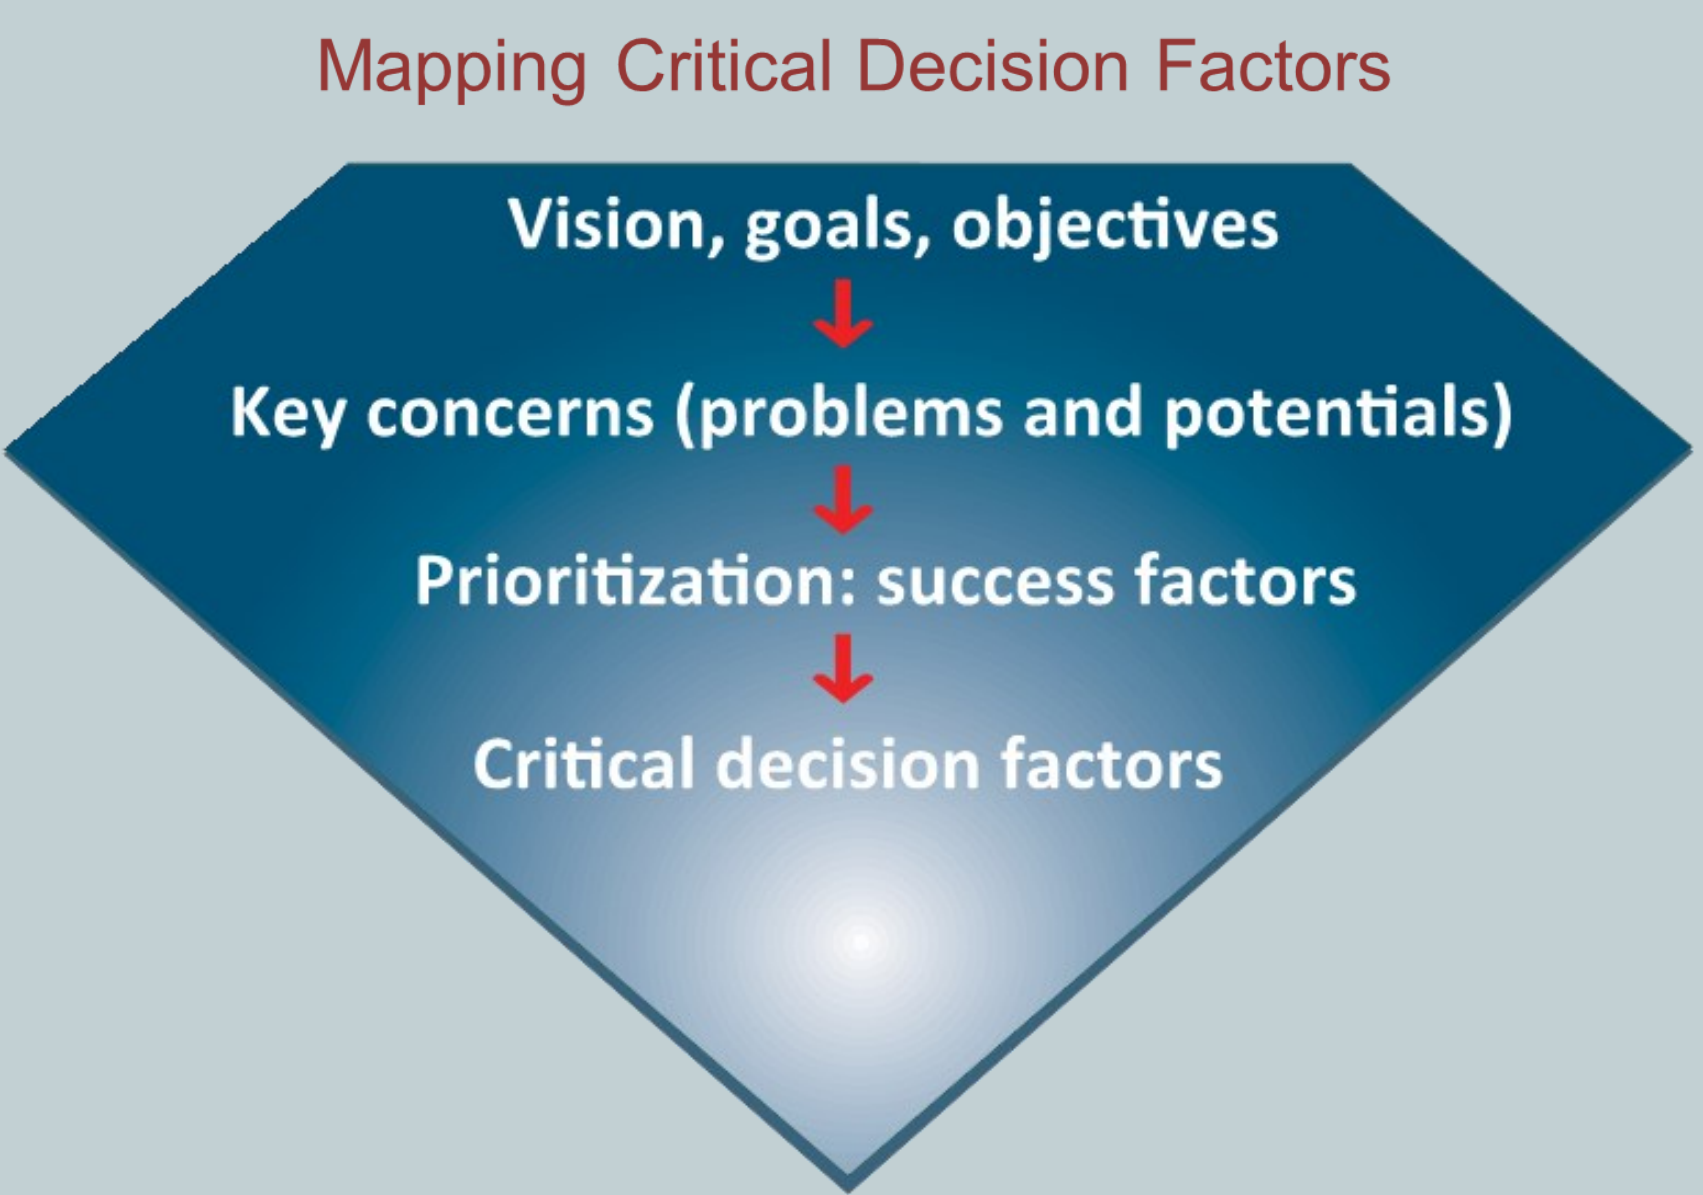 Mapping Critical Decision Factors
Vision, goals, objectives
Key concerns (problems and potentials)
Prioritization: success factors
Critical decision factors